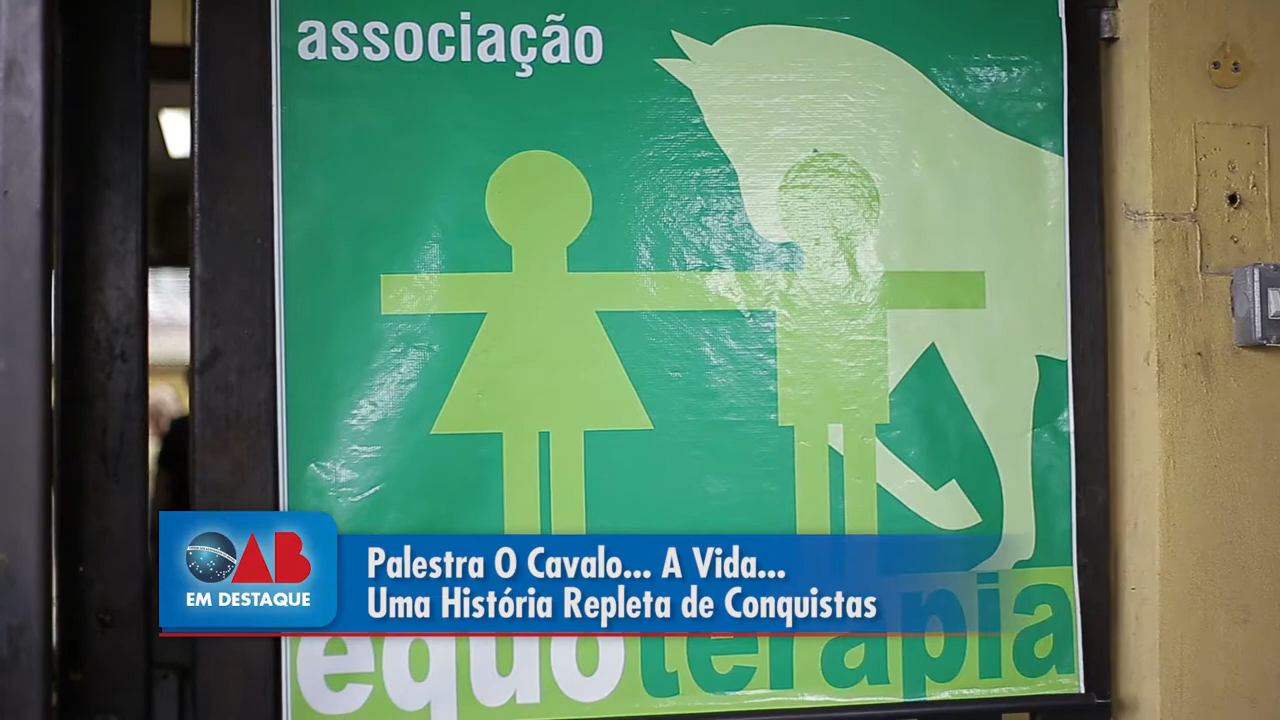 associação
OAB
EM DESTAQUE
Palestra O Cavalo... A Vida...
Uma História Repleta de Conquistas
equoterapia